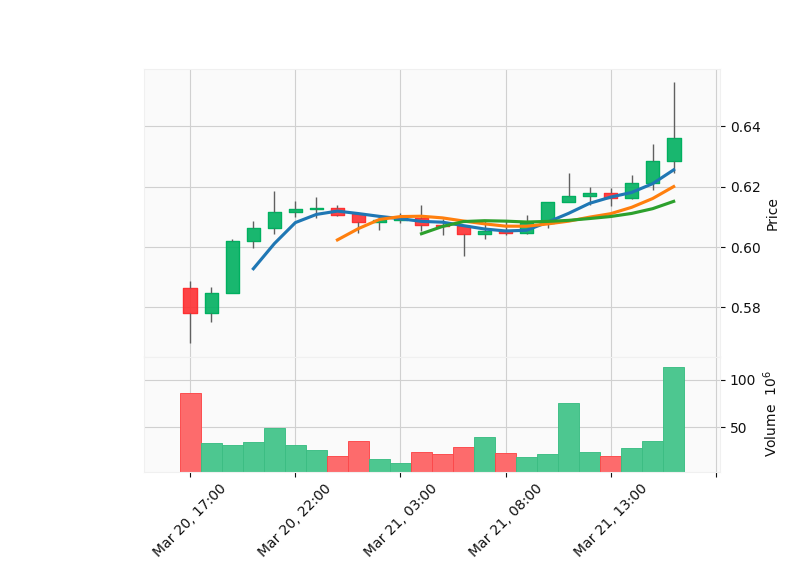 0.64
0.62
0.60
0.58
Price
100
50
Volume 10^6
Mar 20, 17:00
Mar 20, 22:00
Mar 21, 03:00
Mar 21, 08:00
Mar 21, 13:00